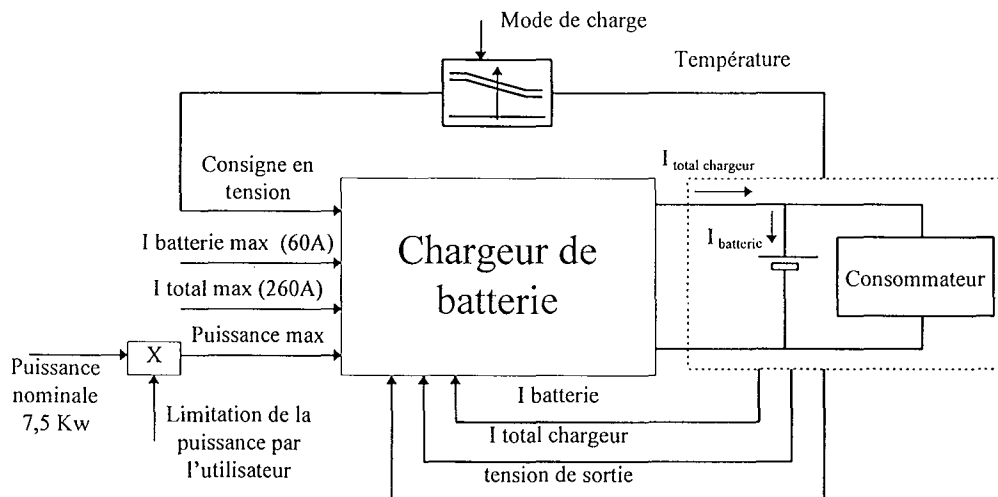 Mode de charge
Température
Consigne en
tension
I total chargeur
I batterie max (60A)
I batterie
Chargeur de
batterie
Consommateur
I total max (260A)
Puissance max
X
Puissance
nominale
7,5 Kw
Limitation de la
puissance par
l'utilisateur
I batterie
I total chargeur
tension de sortie